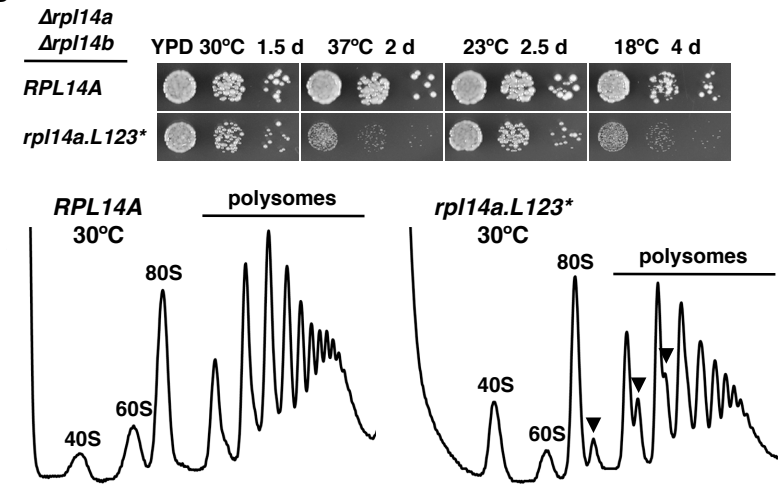 Δrpl14a
Δrpl14b YPD 30ºC 1.5 d 37ºC 2 d 23ºC 2.5 d 18ºC 4 d
RPL14A
rpl14a.L123*
RPL14A
30ºC
polysomes
40S
60S
80S
rpl14a.L123*
30ºC
polysomes
40S
60S
80S